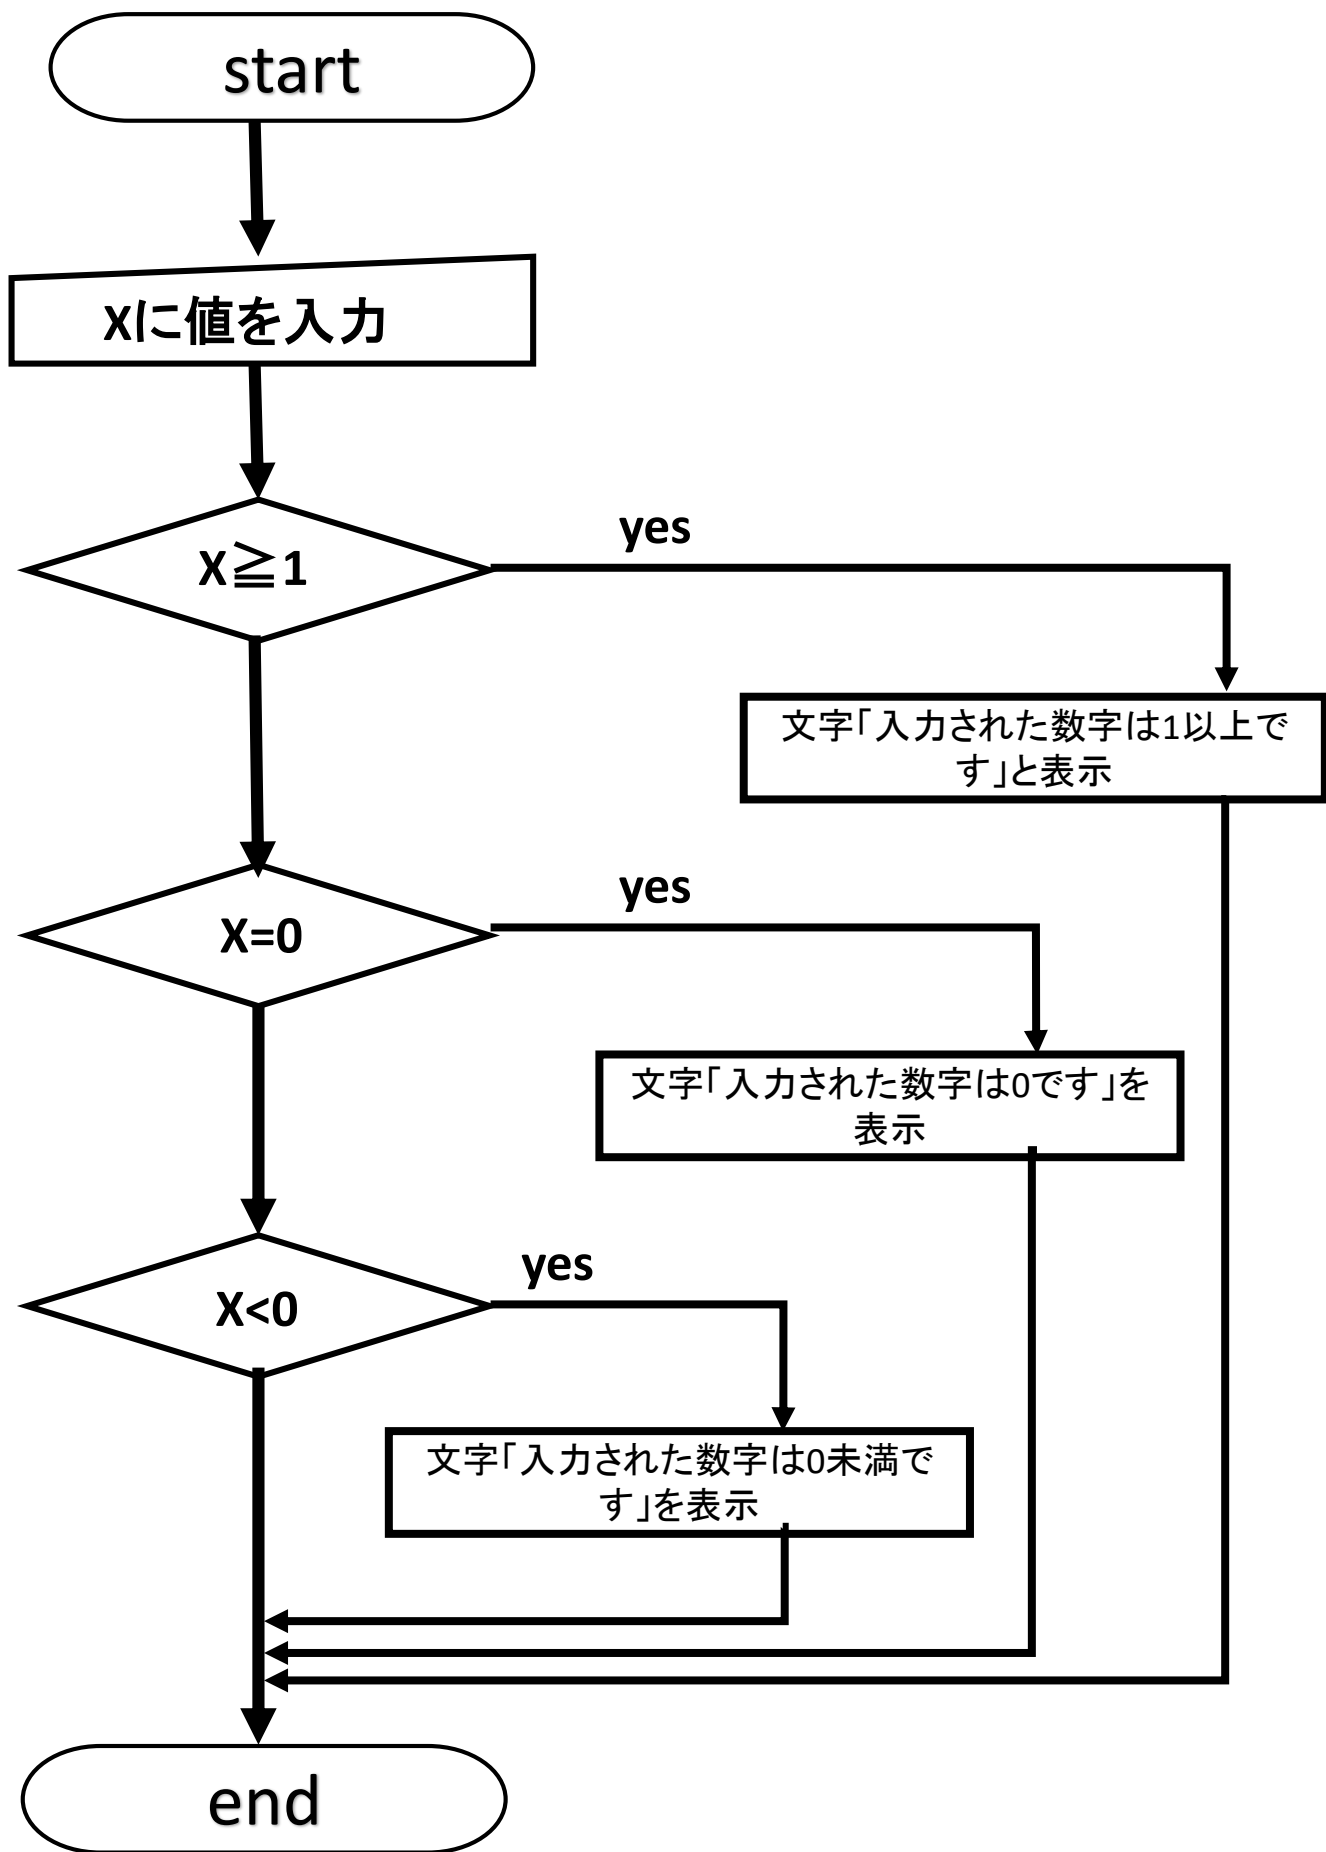 start
Xに値を入力
yes
X≧1
文字「入力された数字は1以上で
す」と表示
yes
X=0
文字「入力された数字は0です」を
表示
yes
X<0
文字「入力された数字は0未満で
す」を表示
end